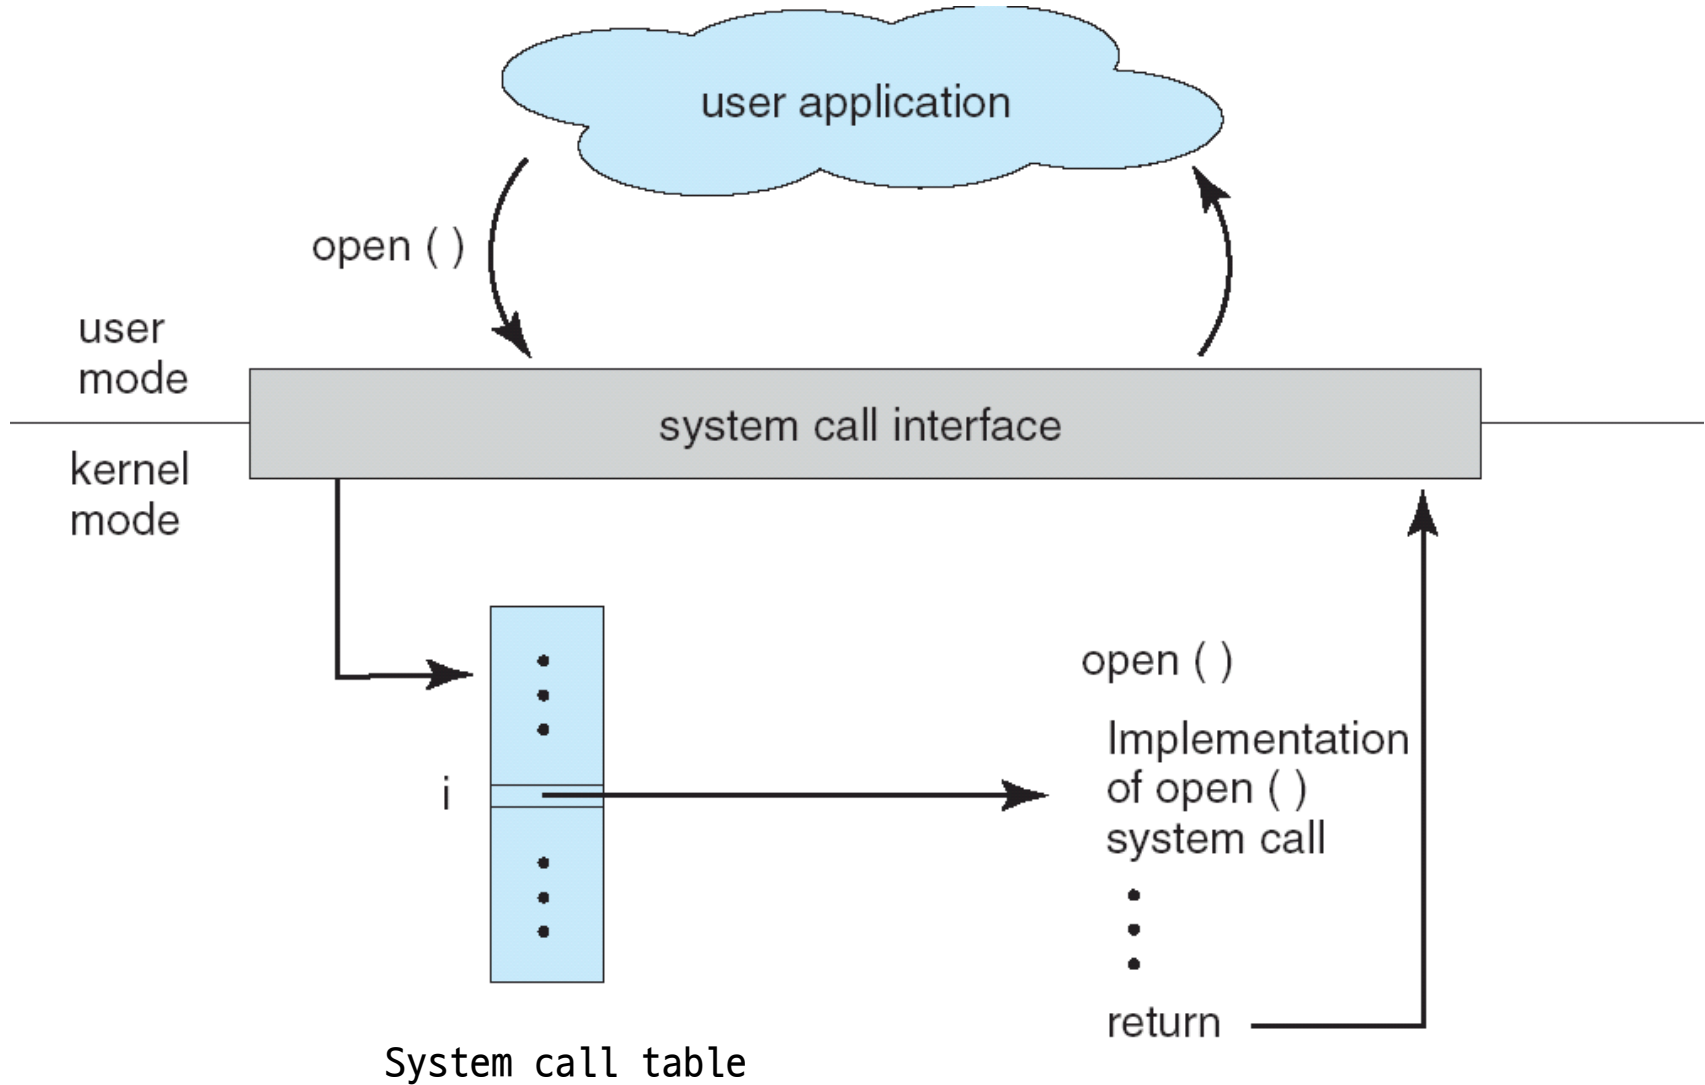 user application
open ( )
user
mode
system call interface
kernel
mode
open ( )
Implementation
of open ( )
system call
i
return
System call table